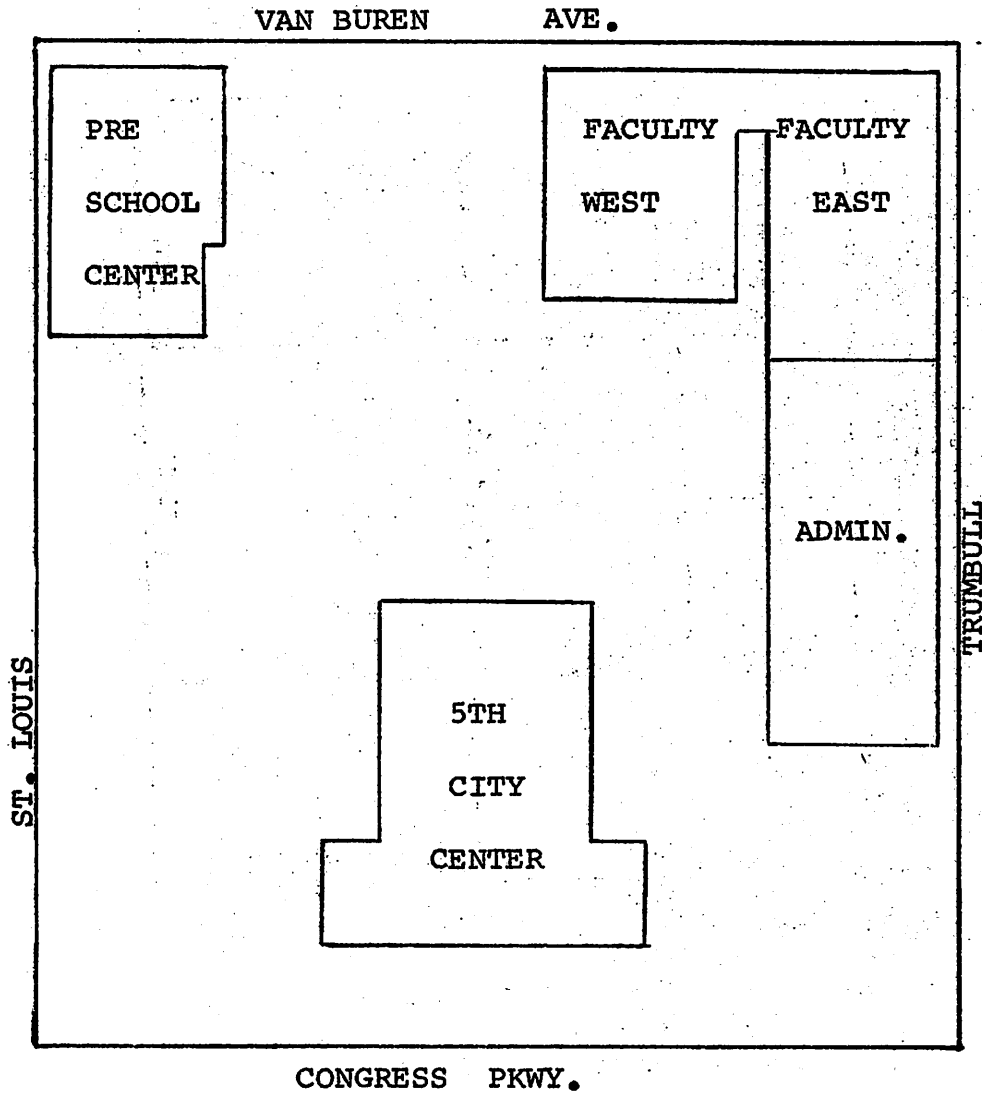 VAN BUREN AVE.
PRE
SCHOOL
CENTER
FACULTY
WEST
FACULTY
EAST
ADMIN.
TRUMBULL
ST. LOUIS
5TH
CITY
CENTER
CONGRESS PKWY.